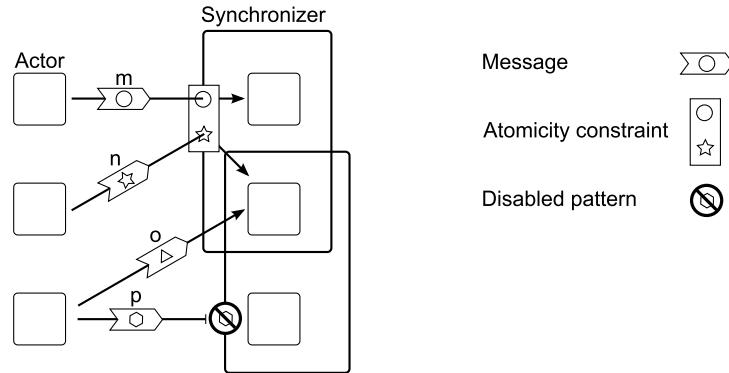 Synchronizer
Actor
m
n
o
p
Message
Atomicity constraint
Disabled pattern